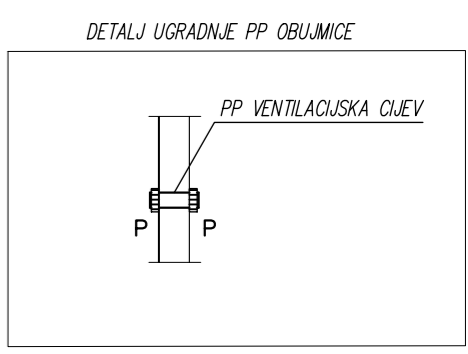 DETALJ UGRADNJE PP OBUJMICE
PP VENTILACIJSKA CIJEV
P P